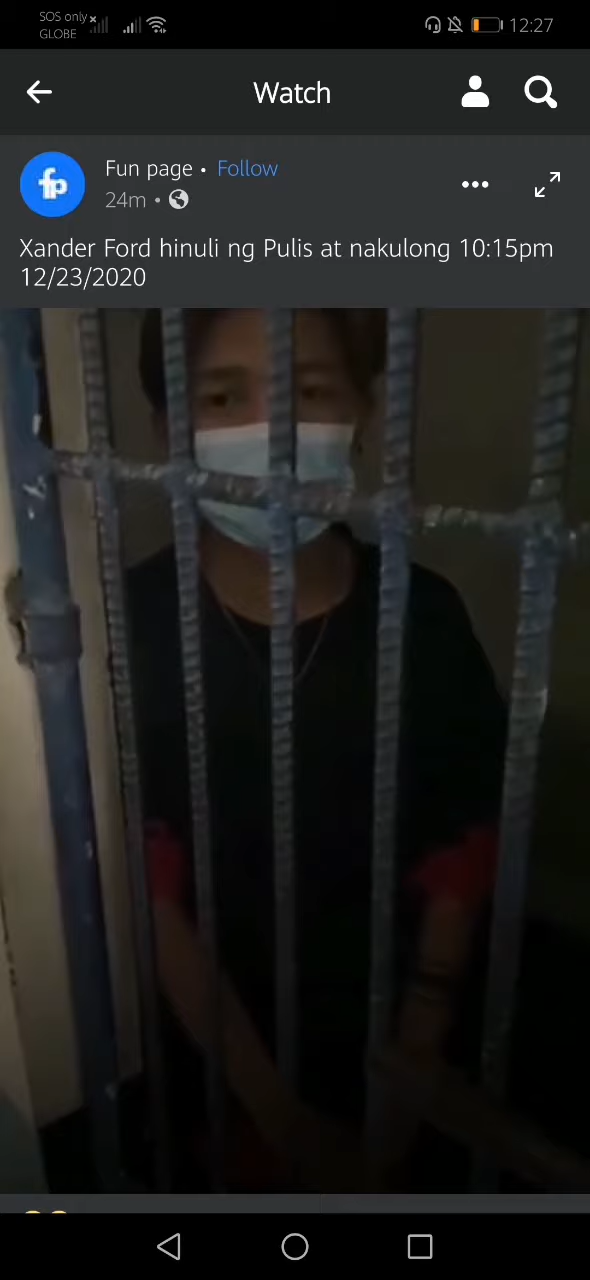 SOS only
GLOBE
12:27
Watch
fp
Fun page • Follow
24m •
Xander Ford hinuli ng Pulis at nakulong 10:15pm
12/23/2020